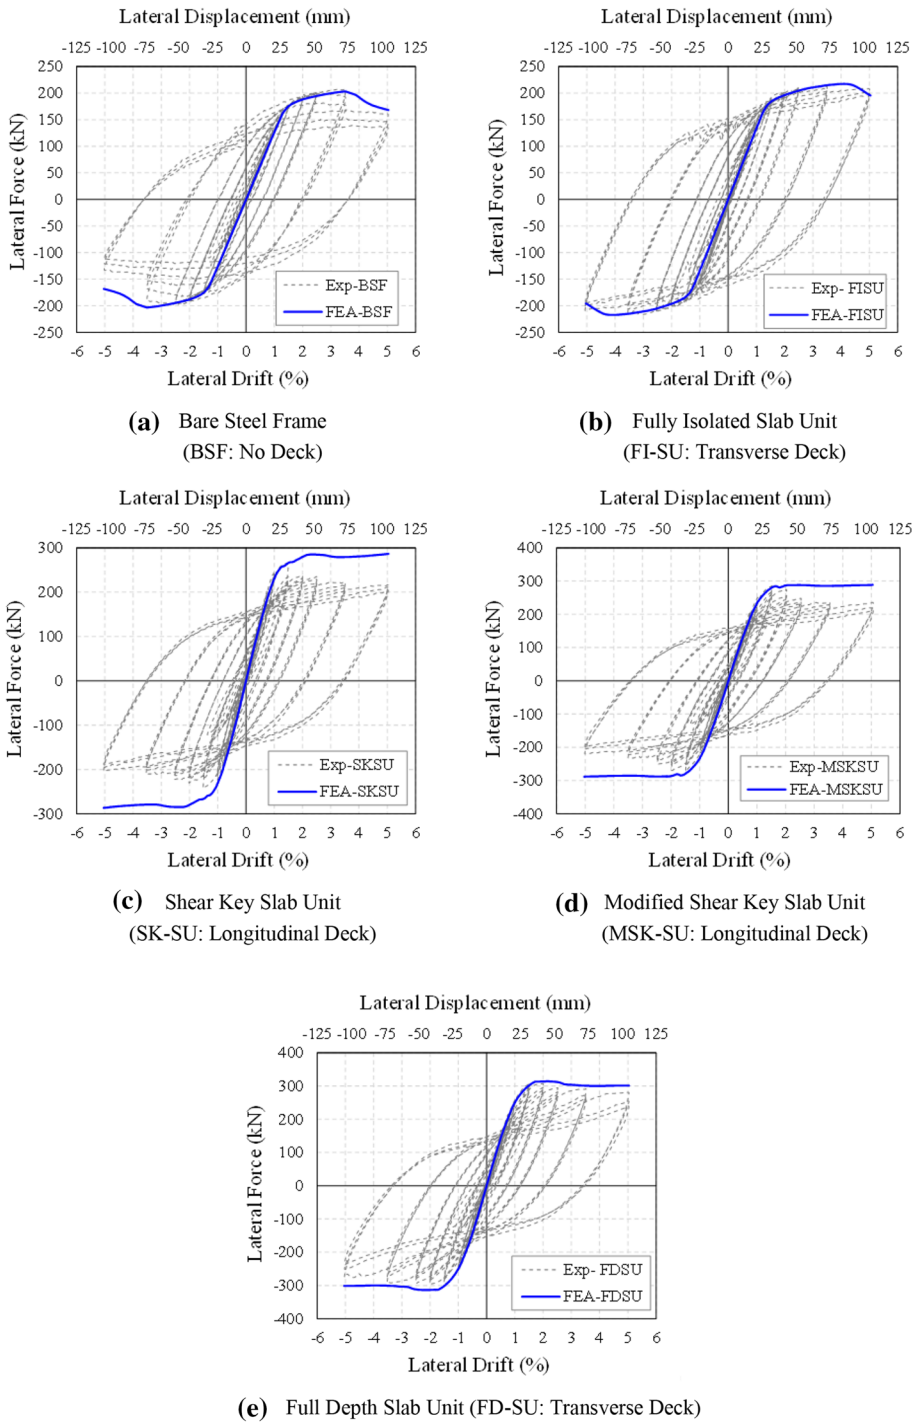 Lateral Displacement (mm)
-125 -100 -75 -50 -25 0 25 50 75 100 125
250
200
150
100
50
0
50
-100
-150
-200
-250
Lateral Force (kN)
Exp-BSF
FEA-BSF
-6 -5 -4 -3 -2 -1 0 1 2 3 4 5 6
Lateral Drift (%)
(a) Bare Steel Frame
(BSF: No Deck)
Lateral Displacement (mm)
-125 -100 -75 -50 -25 0 25 50 75 100 125
250
200
150
100
50
0
-50
-100
-150
-200
-250
Lateral Force (kN)
Exp- FISU
FEA-FISU
-6 -5 -4 -3 -2 -1 0 1 2 3 4 5 6
Lateral Drift (%)
(b) Fully Isolated Slab Unit
(FI-SU: Transverse Deck)
Lateral Displacement (mm)
-125 -100 -75 -50 -25 0 25 50 75 100 125
300
200
100
0
-100
-200
-300
Lateral Force (kN)
Exp-SKSU
FEA-SKSU
-6 -5 -4 -3 -2 -1 0 1 2 3 4 5 6
Lateral Drift (%)
(c) Shear Key Slab Unit
(SK-SU: Longitudinal Deck)
Lateral Displacement (mm)
-125 -100 -75 -50 -25 0 25 50 75 100 125
400
300
200
100
0
-100
-200
-300
-400
Lateral Force (kN)
Exp-MSKSU
FEA-MSKSU
-6 -5 -4 -3 -2 -1 0 1 2 3 4 5 6
Lateral Drift (%)
(d) Modified Shear Key Slab Unit
(MSK-SU: Longitudinal Deck)
Lateral Displacement (mm)
-125 -100 -75 -50 -25 0 25 50 75 100 125
400
300
200
100
0
-100
-200
-300
-400
Lateral Force (kN)
Exp- FDSU
FEA-FDSU
-6 -5 -4 -3 -2 -1 0 1 2 3 4 5 6
Lateral Drift (%)
(e) Full Depth Slab Unit (FD-SU: Transverse Deck)